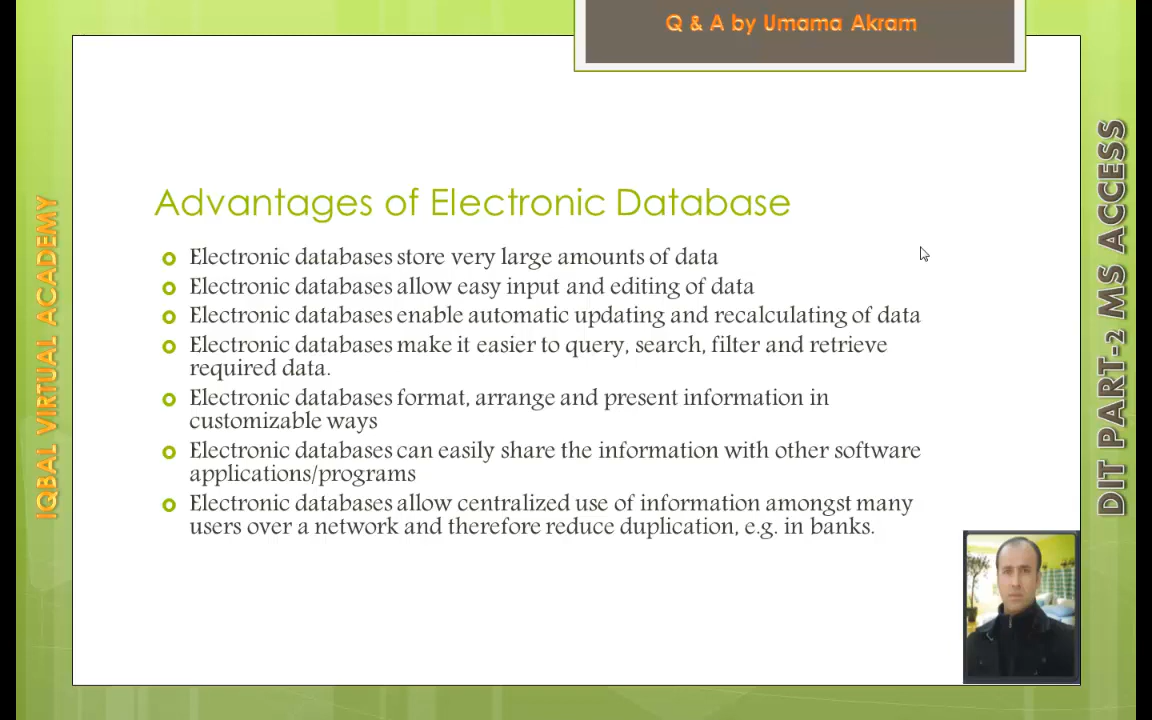 Q & A by Umama Akram
IQBAL VIRTUAL ACADEMY
DIT PART-2 MS ACCESS
Advantages of Electronic Database
Electronic databases store very large amounts of data
Electronic databases allow easy input and editing of data
Electronic databases enable automatic updating and recalculating of data
Electronic databases make it easier to query, search, filter and retrieve
required data.
Electronic databases format, arrange and present information in
customizable ways
Electronic databases can easily share the information with other software
applications/programs
Electronic databases allow centralized use of information amongst many
users over a network and therefore reduce duplication, e.g. in banks.